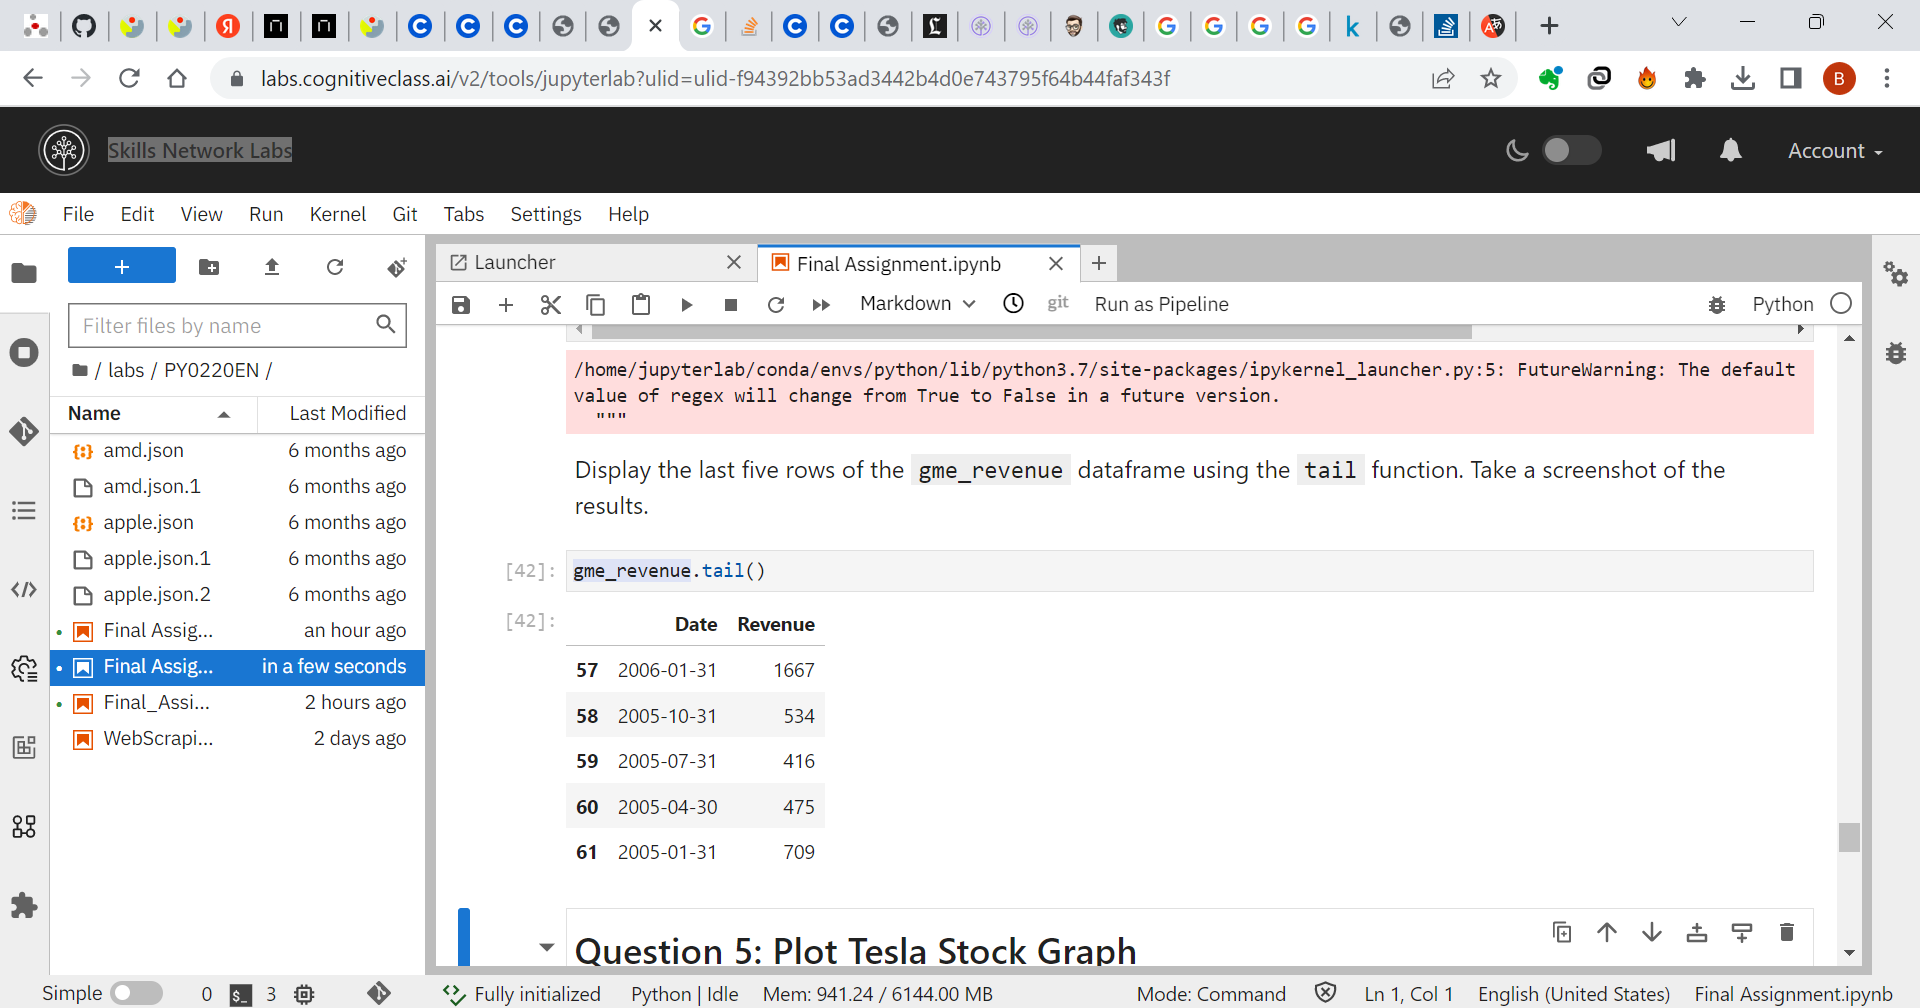 labs.cognitiveclass.ai/v2/tools/jupyterlab?ulid=ulid-f94392bb53ad3442b4d0e743795f64b44faf343f
B
Skills Network Labs
Account
File Edit View Run Kernel Git Tabs Settings Help
Launcher
Final Assignment.ipynb
Filter files by name
/ labs / PY0220EN /
Name Last Modified
amd.json 6 months ago
amd.json.1 6 months ago
apple.json 6 months ago
apple.json.1 6 months ago
apple.json.2 6 months ago
Final Assig... an hour ago
Final Assig... in a few seconds
Final_Assi... 2 hours ago
WebScrapi... 2 days ago
Markdown git Run as Pipeline Python
/home/jupyterlab/conda/envs/python/lib/python3.7/site-packages/ipykernel_launcher.py:5: FutureWarning: The default
value of regex will change from True to False in a future version.
"""
Display the last five rows of the gme_revenue dataframe using the tail function. Take a screenshot of the
results.
[42]: gme_revenue.tail()
[42]: Date Revenue
57 2006-01-31 1667
58 2005-10-31 534
59 2005-07-31 416
60 2005-04-30 475
61 2005-01-31 709
Question 5: Plot Tesla Stock Graph
Simple 0 $_ 3 Fully initialized Python | Idle Mem: 941.24 / 6144.00 MB Mode: Command Ln 1, Col 1 English (United States) Final Assignment.ipynb